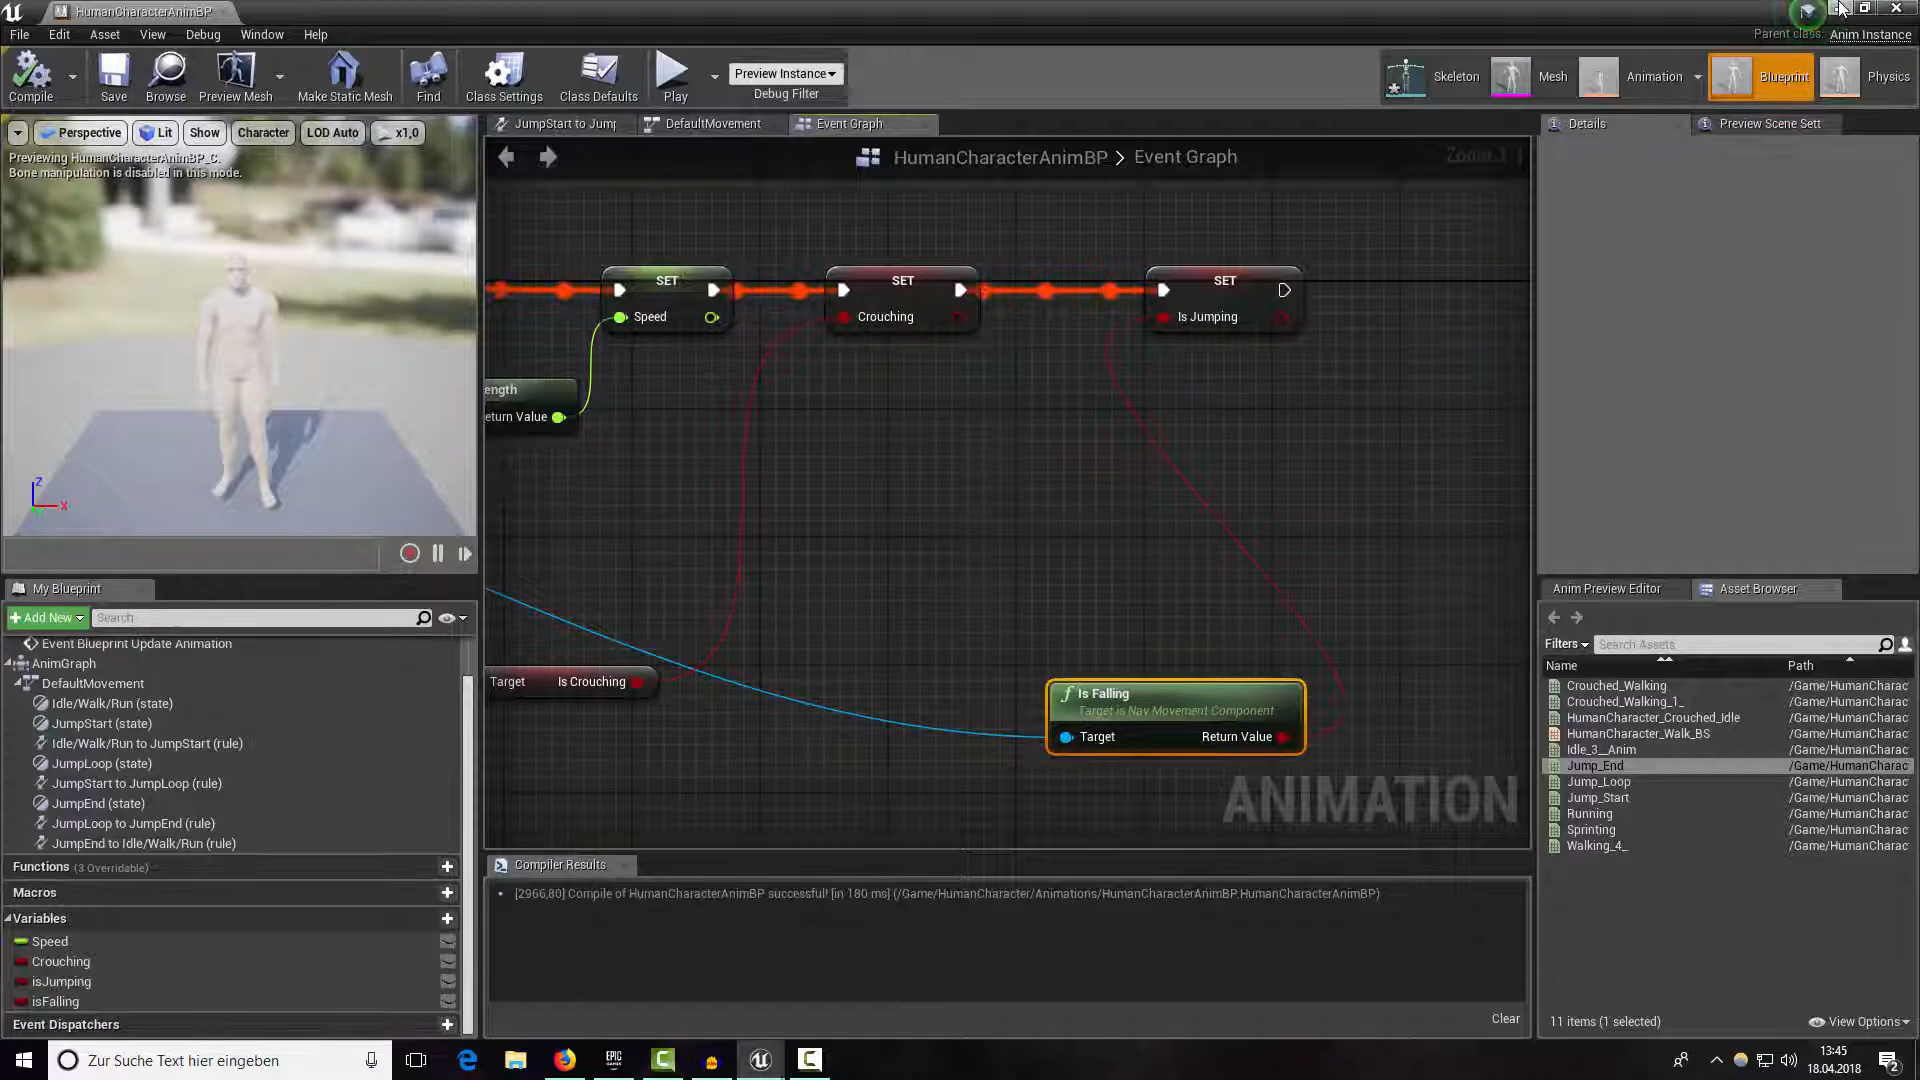 HumanCharacterAnimBP
File Edit Asset View Debug Window Help
Parent class: Anim Instance
Compile
Save
Browse
Preview Mesh
Make Static Mesh
Find
Class Settings
Class Defaults
Play
Preview Instance
Debug Filter
Skeleton
Mesh
Animation
Blueprint
Physics
Perspective Lit Show Character LOD Auto x1,0
Previewing HumanCharacterAnimBP_C.
Bone manipulation is disabled in this mode.
Z
X
JumpStart to Jump
DefaultMovement
Event Graph
HumanCharacterAnimBP > Event Graph
Zoom 1
SET
Speed
SET
Crouching
SET
Is Jumping
ength
eturn Value
Target Is Crouching
f Is Falling
Target is Nav Movement Component
Target Return Value
ANIMATION
Compiler Results
[2966,80] Compile of HumanCharacterAnimBP successful! [in 180 ms] (/Game/HumanCharacter/Animations/HumanCharacterAnimBP.HumanCharacterAnimBP)
Clear
My Blueprint
+ Add New Search
Event Blueprint Update Animation
AnimGraph
DefaultMovement
Idle/Walk/Run (state)
JumpStart (state)
Idle/Walk/Run to JumpStart (rule)
JumpLoop (state)
JumpStart to JumpLoop (rule)
JumpEnd (state)
JumpLoop to JumpEnd (rule)
JumpEnd to Idle/Walk/Run (rule)
Functions (3 Overridable)
Macros
Variables
Speed
Crouching
isJumping
isFalling
Event Dispatchers
Details
Preview Scene Sett
Anim Preview Editor
Asset Browser
Filters Search Assets
Name Path
Crouched_Walking /Game/HumanCharac
Crouched_Walking_1_ /Game/HumanCharac
HumanCharacter_Crouched_Idle /Game/HumanCharac
HumanCharacter_Walk_BS /Game/HumanCharac
Idle_3__Anim /Game/HumanCharac
Jump_End /Game/HumanCharac
Jump_Loop /Game/HumanCharac
Jump_Start /Game/HumanCharac
Running /Game/HumanCharac
Sprinting /Game/HumanCharac
Walking_4_ /Game/HumanCharac
11 items (1 selected)
View Options
Zur Suche Text hier eingeben
EPIC GAMES
13:45
18.04.2018
2